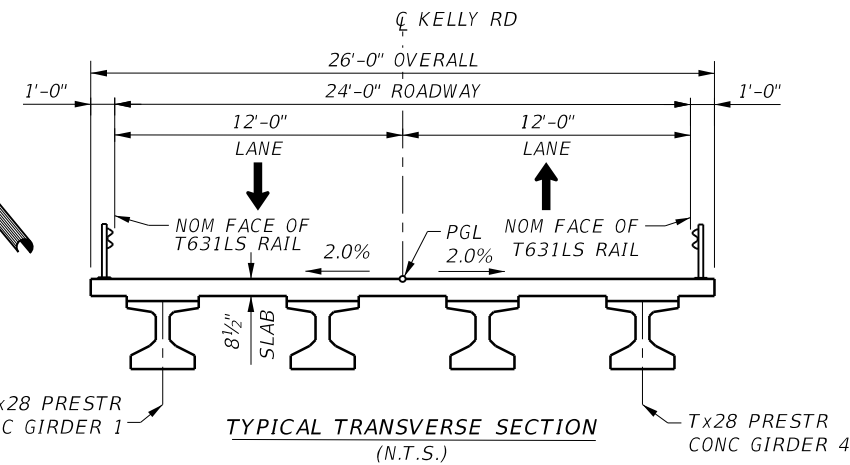 ℄ KELLY RD
26'-0" OVERALL
1'-0"
24'-0" ROADWAY
1'-0"
12'-0"
LANE
12'-0"
LANE
NOM FACE OF
T631LS RAIL
PGL
NOM FACE OF
T631LS RAIL
2.0%
2.0%
8½"
SLAB
x28 PRESTR
C GIRDER 1
TYPICAL TRANSVERSE SECTION
(N.T.S.)
Tx28 PRESTR
CONC GIRDER 4